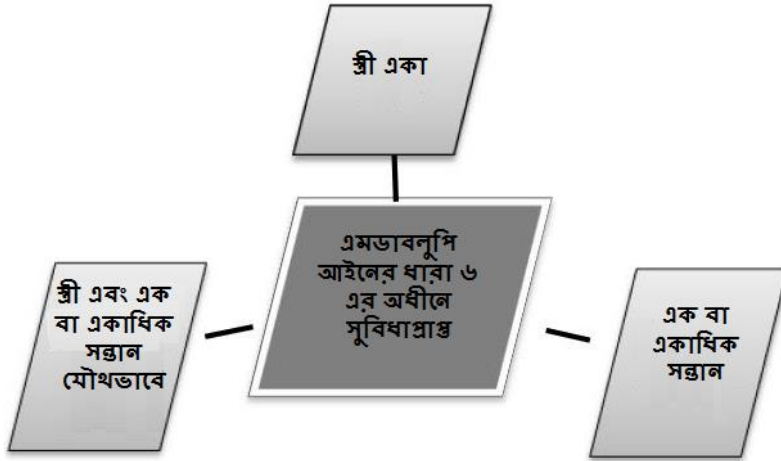 স্ত্রী একা
এমডাবলুপি
আইনের ধারা ৬
এর অধীনে
সুবিধাপ্রাপ্ত
স্ত্রী এবং এক
বা একাধিক
সন্তান
যৌথভাবে
এক বা
একাধিক
সন্তান